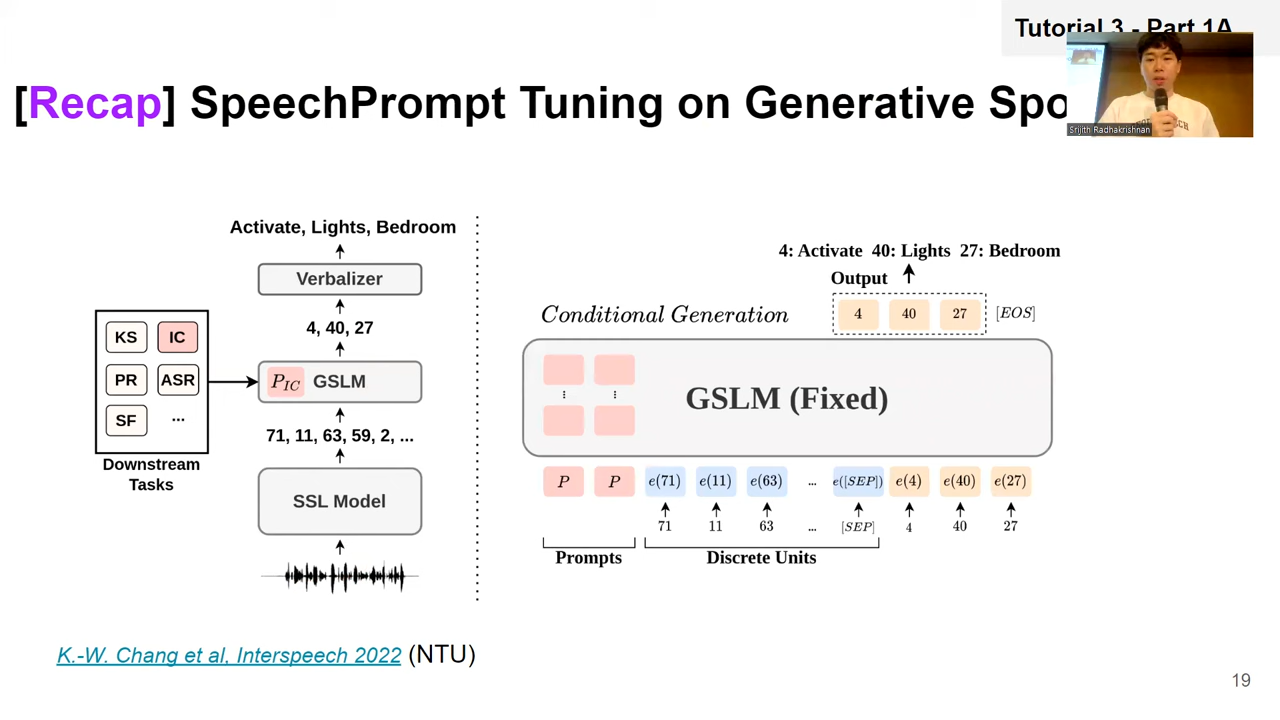 Tutorial 3 - Part 1A
[Recap] SpeechPrompt Tuning on Generative
Srijith Radhakrishnan
Activate, Lights, Bedroom
Verbalizer
4, 40, 27
KS IC
PR ASR
SF ...
Downstream
Tasks
P_IC GSLM
71, 11, 63, 59, 2, ...
SSL Model
4: Activate 40: Lights 27: Bedroom
Output
Conditional Generation
4 40 27 [EOS]
GSLM (Fixed)
P P e(71) e(11) e(63) ... e([SEP]) e(4) e(40) e(27)
71 11 63 ... [SEP] 4 40 27
Prompts Discrete Units
K.-W. Chang et al, Interspeech 2022 (NTU)
19